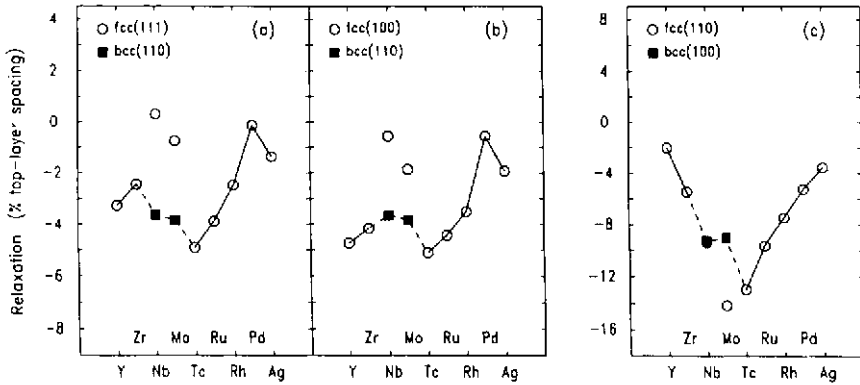 Relaxation (% top-layer spacing)
4
2
0
-2
-4
-6
-8
fcc(111)
bcc(110)
(a)
Zr Mo Ru Pd
Y Nb Tc Rh Ag
fcc(100)
bcc(110)
(b)
Zr Mo Ru Pd
Y Nb Tc Rh Ag
8
4
0
-4
-8
-12
-16
fcc(110)
bcc(100)
(c)
Zr Mo Ru Pd
Y Nb Tc Rh Ag